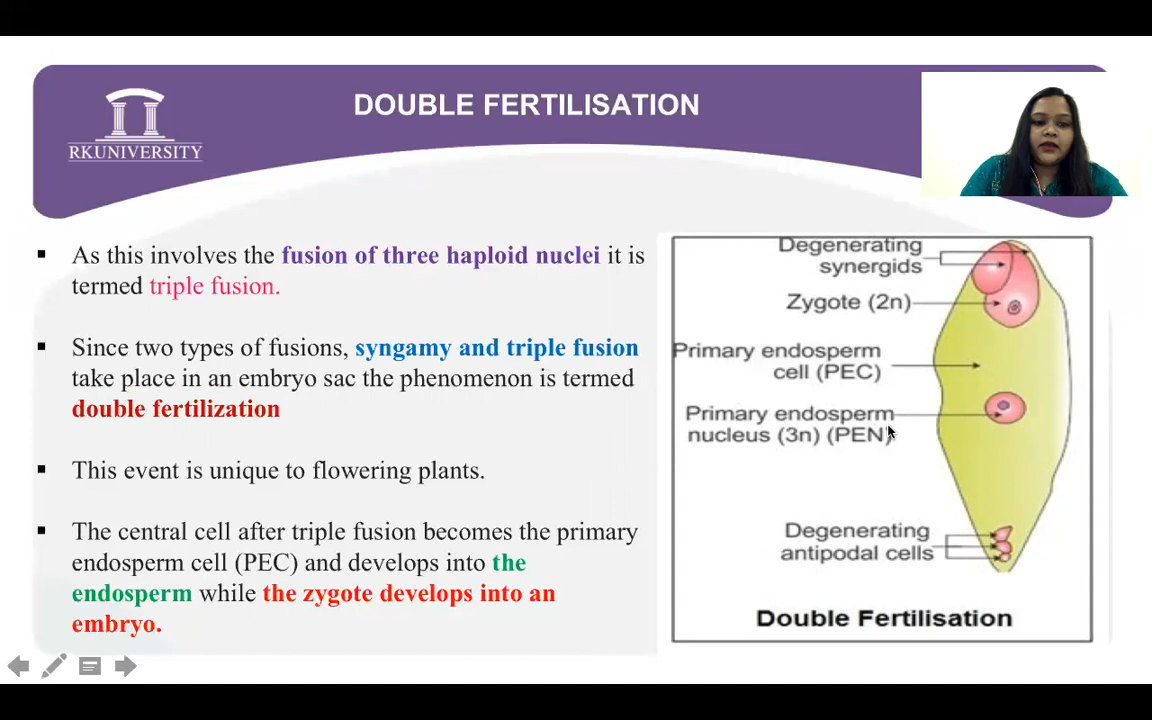 DOUBLE FERTILISATION
RKUNIVERSITY
▪ As this involves the fusion of three haploid nuclei it is
termed triple fusion.
▪ Since two types of fusions, syngamy and triple fusion
take place in an embryo sac the phenomenon is termed
double fertilization
▪ This event is unique to flowering plants.
▪ The central cell after triple fusion becomes the primary
endosperm cell (PEC) and develops into the
endosperm while the zygote develops into an
embryo.
Degenerating
synergids
Zygote (2n)
Primary endosperm
cell (PEC)
Primary endosperm
nucleus (3n) (PEN)
Degenerating
antipodal cells
Double Fertilisation